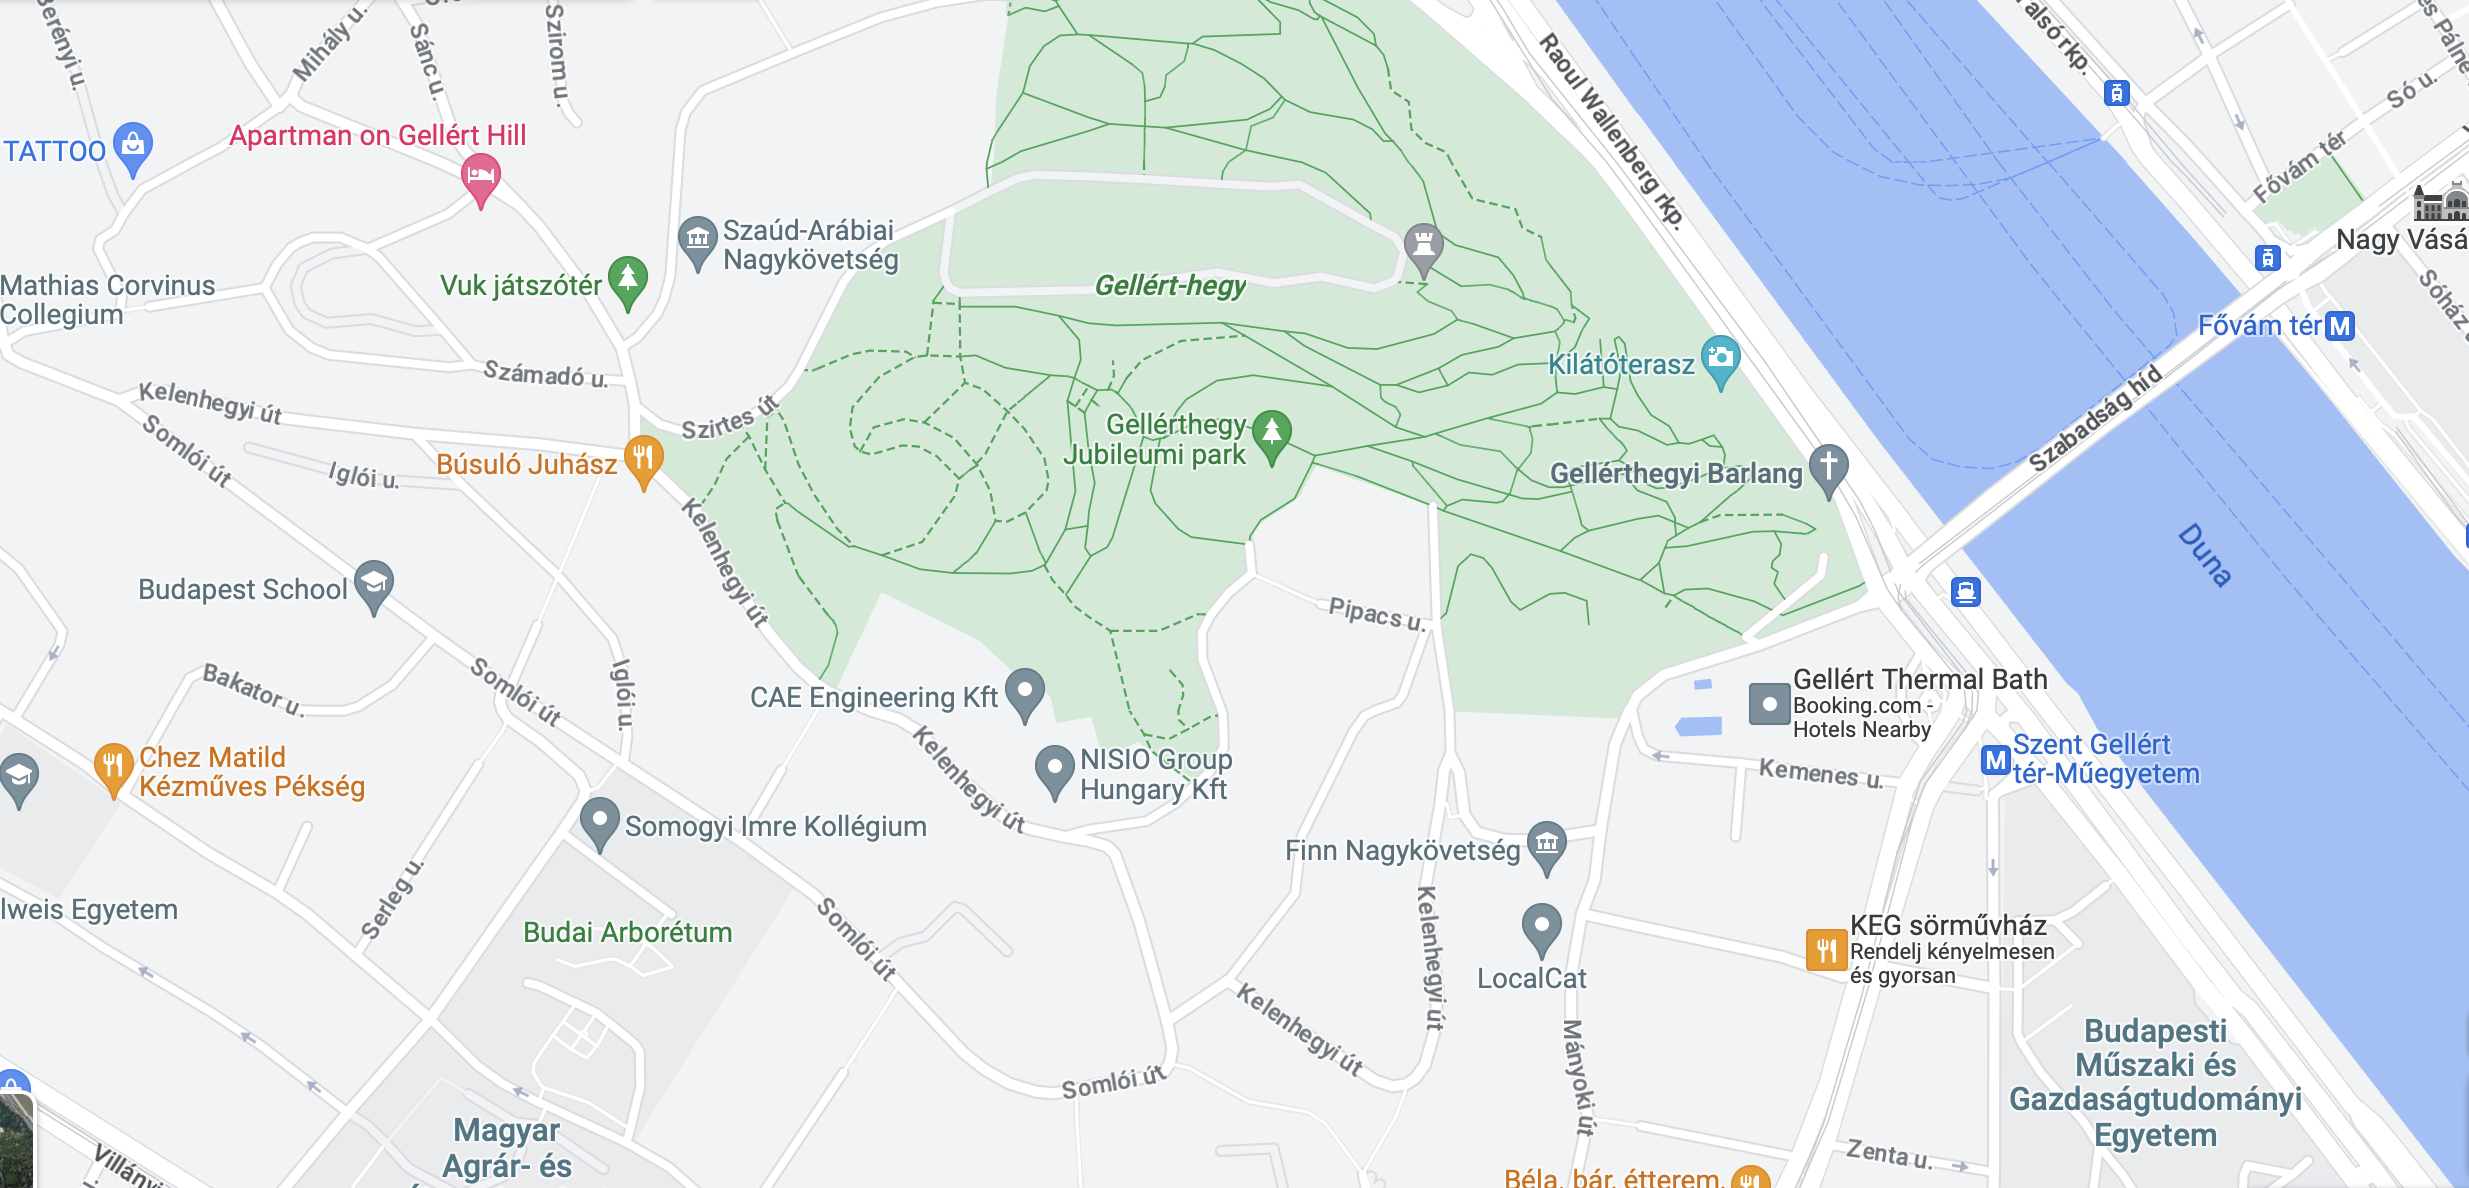 Mihály u.
Sánc u.
Szirom u.
Raoul Wallenberg rkp.
Só u.
Fővám tér
TATTOO
Apartman on Gellért Hill
Szaúd-Arábiai
Nagykövetség
Vuk játszótér
Mathias Corvinus
Collegium
Gellért-hegy
Nagy Vásá
Fővám tér
M
Számadó u.
Kilátóterasz
Kelenhegyi út
Somlói út
Szirtes út
Szabadság híd
Iglói u.
Búsuló Juhász
Gellérthegy
Jubileumi park
Gellérthegyi Barlang
Kelenhegyi út
Duna
Budapest School
Pipacs u.
Bakator u.
Somlói út
Iglói u.
CAE Engineering Kft
Gellért Thermal Bath
Booking.com -
Hotels Nearby
Kelenhegyi út
NISIO Group
Hungary Kft
Kemenes u.
M
Szent Gellért
tér-Műegyetem
Chez Matild
Kézműves Pékség
Somogyi Imre Kollégium
Finn Nagykövetség
Serleg u.
lweis Egyetem
Budai Arborétum
Somlói út
Kelenhegyi út
LocalCat
KEG sörművház
Rendelj kényelmesen
és gyorsan
Kelenhegyi út
Somlói út
Mányoki út
Budapesti
Műszaki és
Gazdaságtudományi
Egyetem
Magyar
Agrár- és
Zenta u.
Béla, bár, étterem,